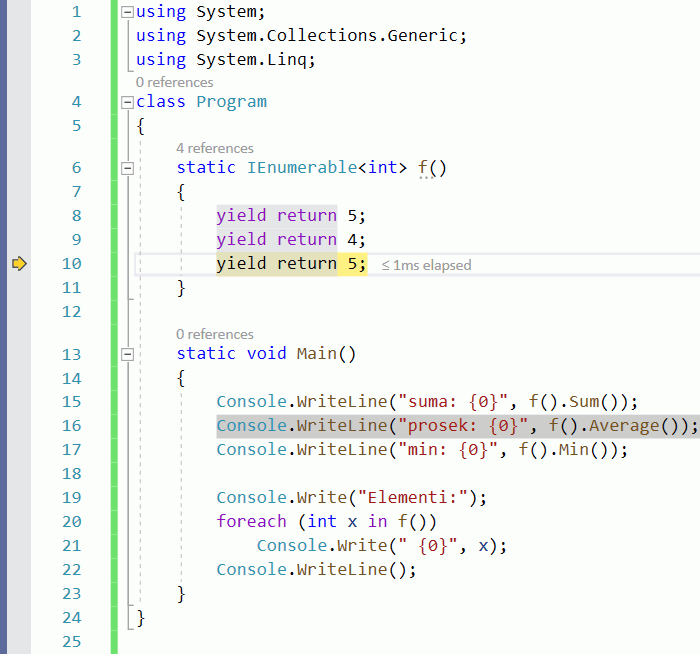 1 using System;
2 using System.Collections.Generic;
3 using System.Linq;
0 references
4 class Program
5 {
4 references
6 static IEnumerable<int> f()
7 {
8 yield return 5;
9 yield return 4;
10 yield return 5; ≤ 1ms elapsed
11 }
12
0 references
13 static void Main()
14 {
15 Console.WriteLine("suma: {0}", f().Sum());
16 Console.WriteLine("prosek: {0}", f().Average());
17 Console.WriteLine("min: {0}", f().Min());
18
19 Console.Write("Elementi:");
20 foreach (int x in f())
21 Console.Write(" {0}", x);
22 Console.WriteLine();
23 }
24 }
25